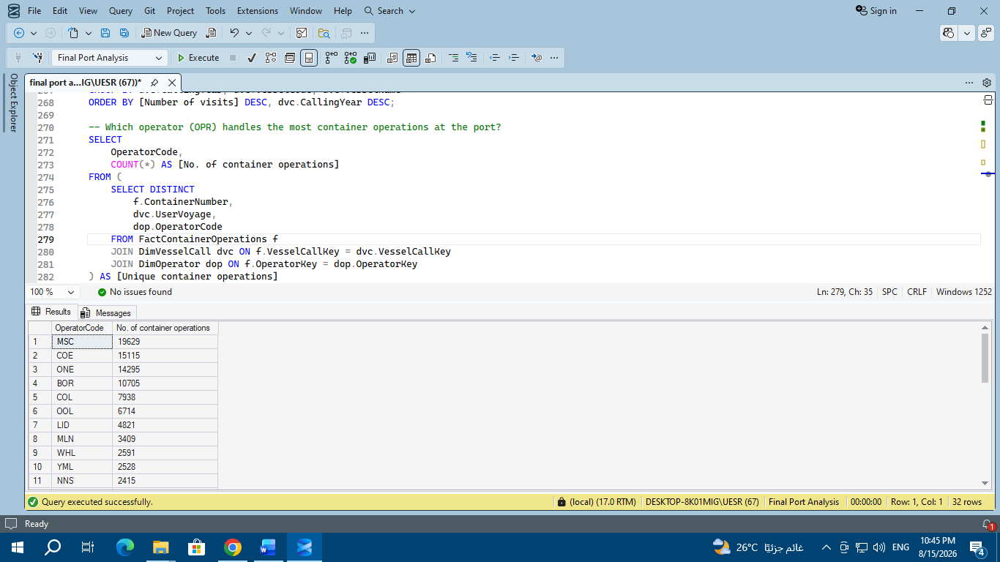 File Edit View Query Git Project Tools Extensions Window Help Search Sign in
New Query
Final Port Analysis Execute
final port a...IG\UESR (67))*
Object Explorer
268 ORDER BY [Number of visits] DESC, dvc.CallingYear DESC;
269
270 -- Which operator (OPR) handles the most container operations at the port?
271 SELECT
272 OperatorCode,
273 COUNT(*) AS [No. of container operations]
274 FROM (
275 SELECT DISTINCT
276 f.ContainerNumber,
277 dvc.UserVoyage,
278 dop.OperatorCode
279 FROM FactContainerOperations f
280 JOIN DimVesselCall dvc ON f.VesselCallKey = dvc.VesselCallKey
281 JOIN DimOperator dop ON f.OperatorKey = dop.OperatorKey
282 ) AS [Unique container operations]
100 % No issues found Ln: 279, Ch: 35 SPC CRLF Windows 1252
Results Messages
OperatorCode No. of container operations
1 MSC 19629
2 COE 15115
3 ONE 14295
4 BOR 10705
5 COL 7938
6 OOL 6714
7 LID 4821
8 MLN 3409
9 WHL 2591
10 YML 2528
11 NNS 2415
Query executed successfully. (local) (17.0 RTM) DESKTOP-8K01MIG\UESR (67) Final Port Analysis 00:00:00 Row: 1, Col: 1 32 rows
Ready 1
26°C غائم جزئيًا ENG 10:45 PM
8/15/2026 4